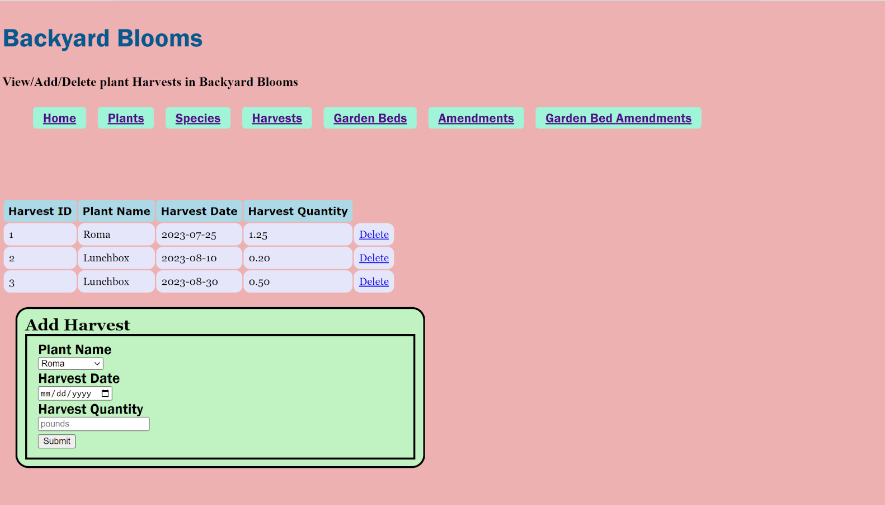 Backyard Blooms
View/Add/Delete plant Harvests in Backyard Blooms
Home Plants Species Harvests Garden Beds Amendments Garden Bed Amendments
Harvest ID Plant Name Harvest Date Harvest Quantity
1 Roma 2023-07-25 1.25 Delete
2 Lunchbox 2023-08-10 0.20 Delete
3 Lunchbox 2023-08-30 0.50 Delete
Add Harvest
Plant Name
Roma
Harvest Date
mm/dd/yyyy
Harvest Quantity
pounds
Submit